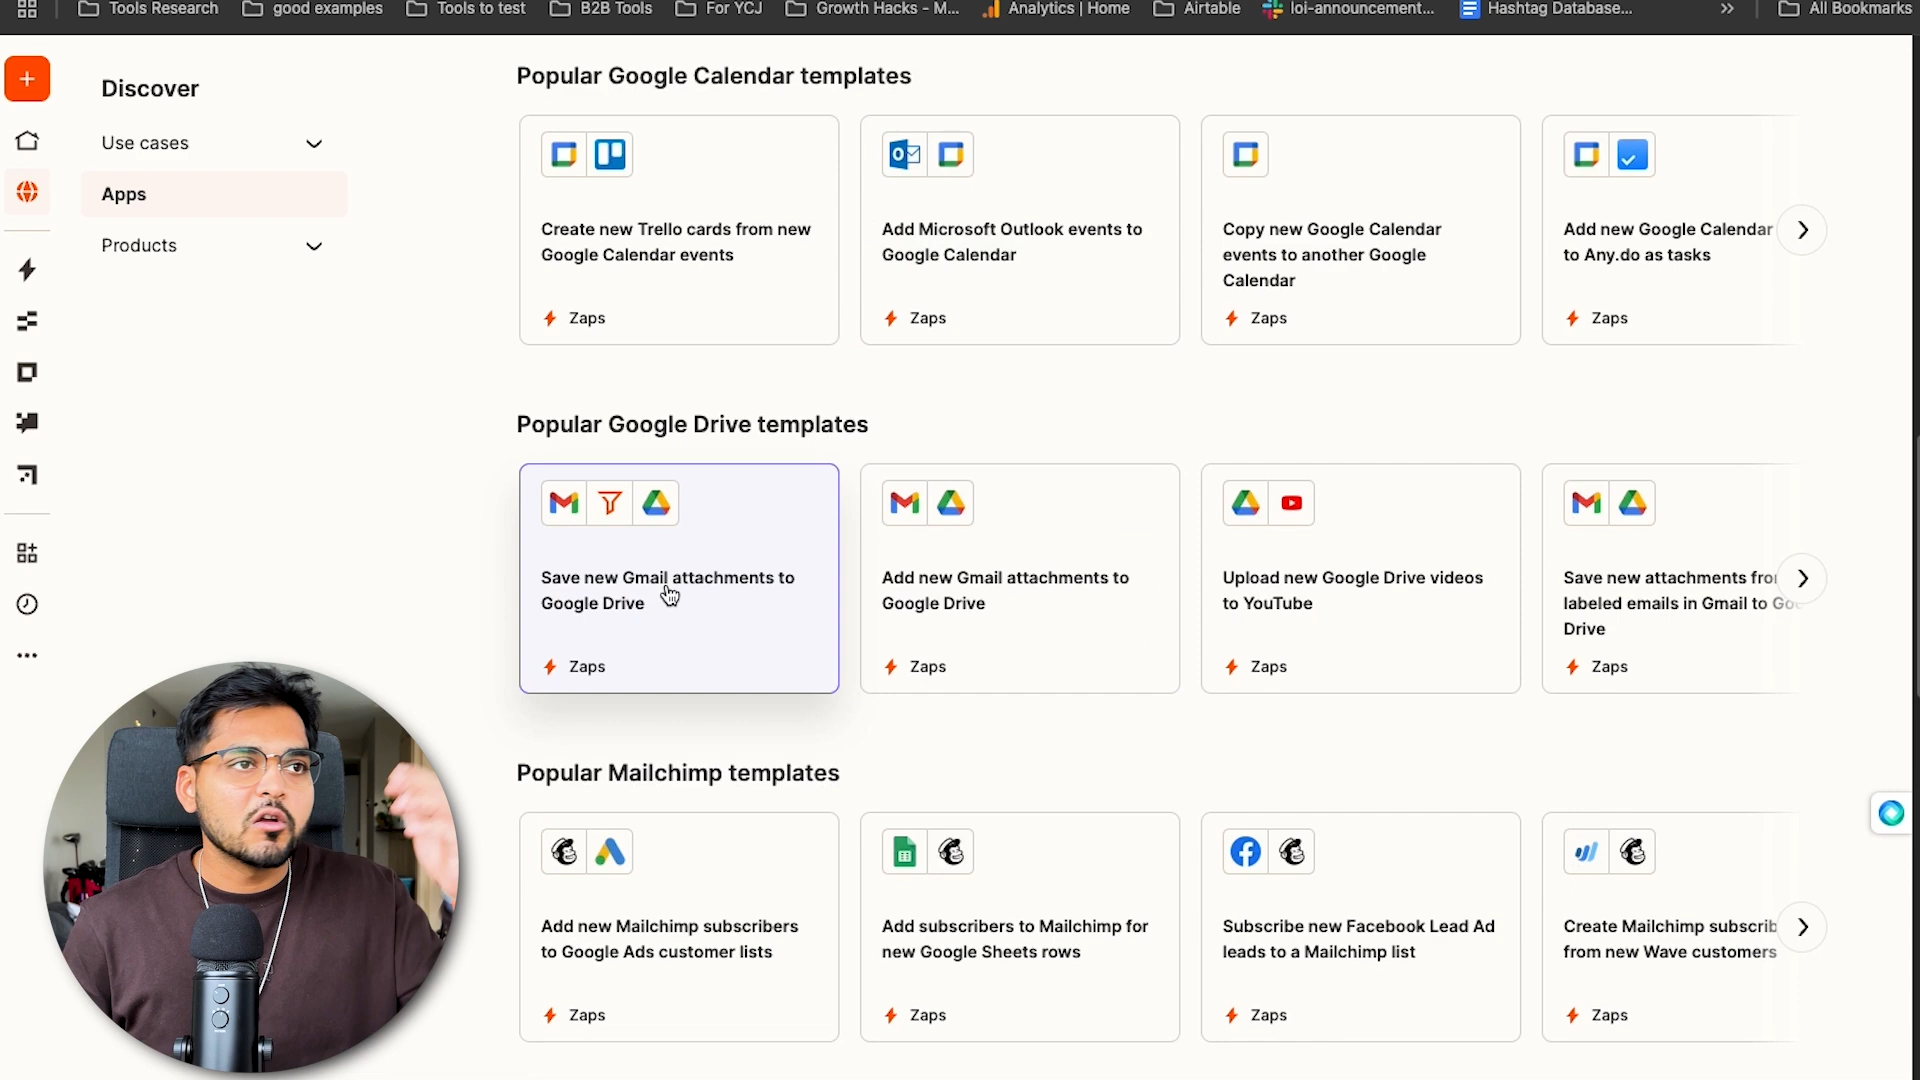 Tools Research
good examples
Tools to test
B2B Tools
For YCJ
Growth Hacks - M...
Analytics | Home
Airtable
loi-announcement...
Hashtag Database...
All Bookmarks
Discover
Use cases
Apps
Products
Popular Google Calendar templates
Create new Trello cards from new
Google Calendar events
Zaps
Add Microsoft Outlook events to
Google Calendar
Zaps
Copy new Google Calendar
events to another Google
Calendar
Zaps
Add new Google Calendar
to Any.do as tasks
Zaps
Popular Google Drive templates
Save new Gmail attachments to
Google Drive
Zaps
Add new Gmail attachments to
Google Drive
Zaps
Upload new Google Drive videos
to YouTube
Zaps
Save new attachments fro
labeled emails in Gmail to Go
Drive
Zaps
Popular Mailchimp templates
Add new Mailchimp subscribers
to Google Ads customer lists
Zaps
Add subscribers to Mailchimp for
new Google Sheets rows
Zaps
Subscribe new Facebook Lead Ad
leads to a Mailchimp list
Zaps
Create Mailchimp subscrib
from new Wave customers
Zaps